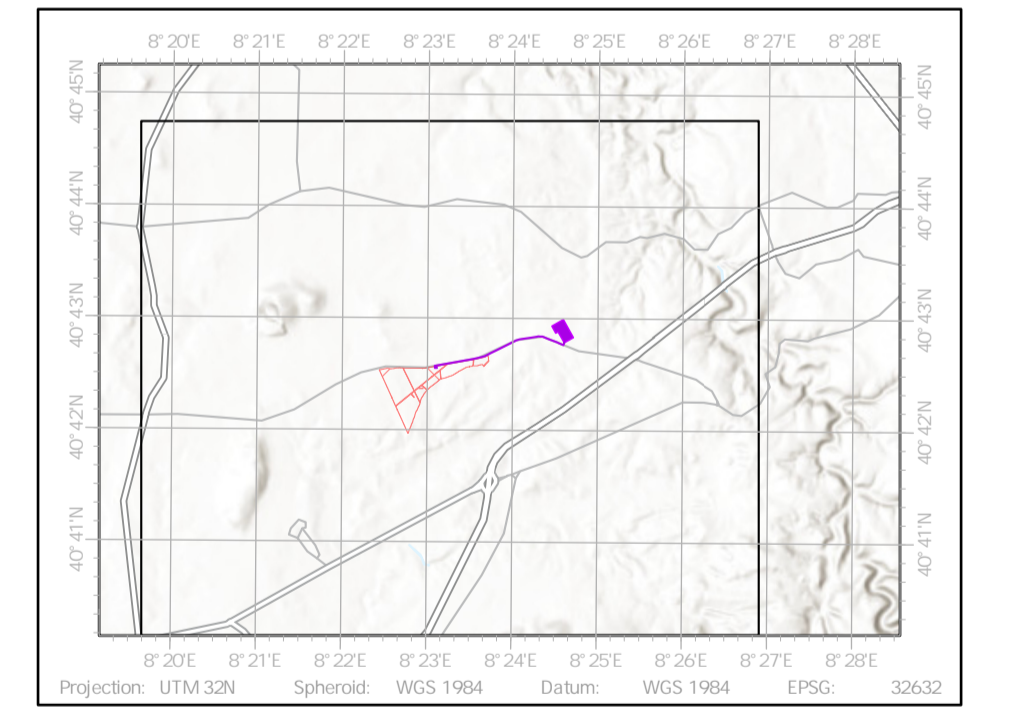 8° 20'E 8° 21'E 8° 22'E 8° 23'E 8° 24'E 8° 25'E 8° 26'E 8° 27'E 8° 28'E
40° 45'N 40° 45'N
40° 44'N 40° 44'N
40° 43'N 40° 43'N
40° 42'N 40° 42'N
40° 41'N 40° 41'N
8° 20'E 8° 21'E 8° 22'E 8° 23'E 8° 24'E 8° 25'E 8° 26'E 8° 27'E 8° 28'E
Projection: UTM 32N Spheroid: WGS 1984 Datum: WGS 1984 EPSG: 32632